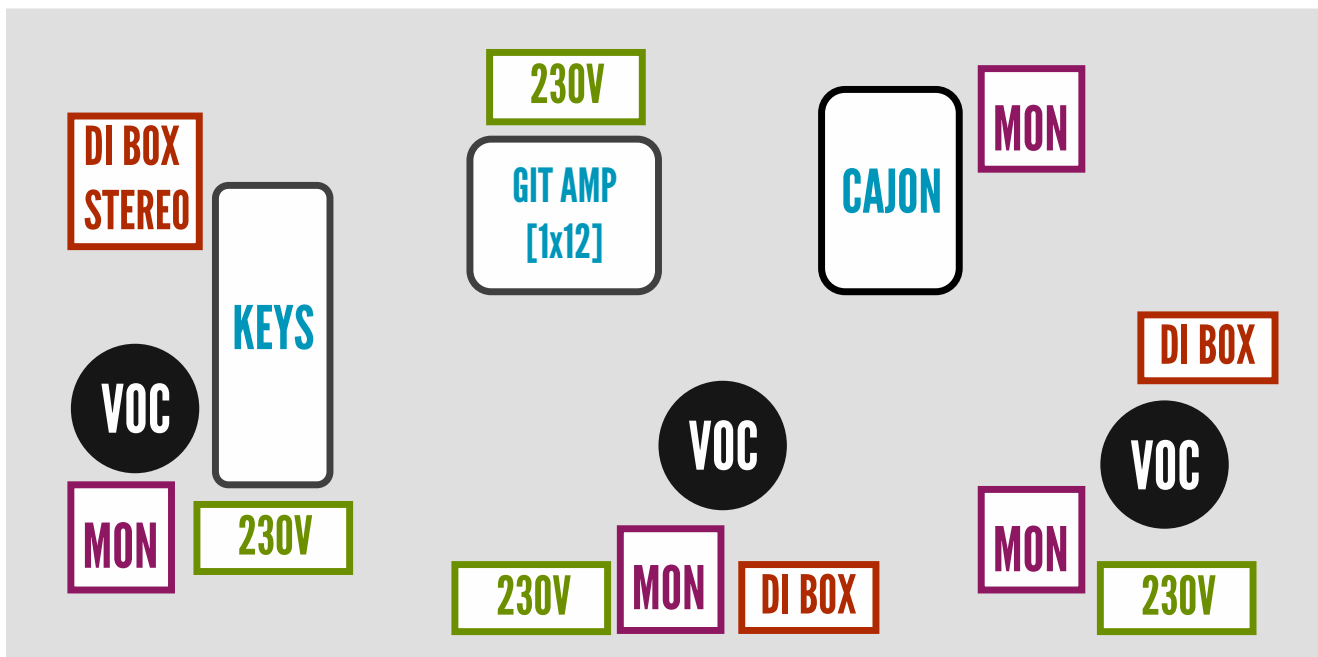 230V
MON
DI BOX
STEREO
GIT AMP
[1x12]
CAJON
KEYS
DI BOX
VOC
VOC
VOC
MON
230V
MON
230V
MON
DI BOX
230V